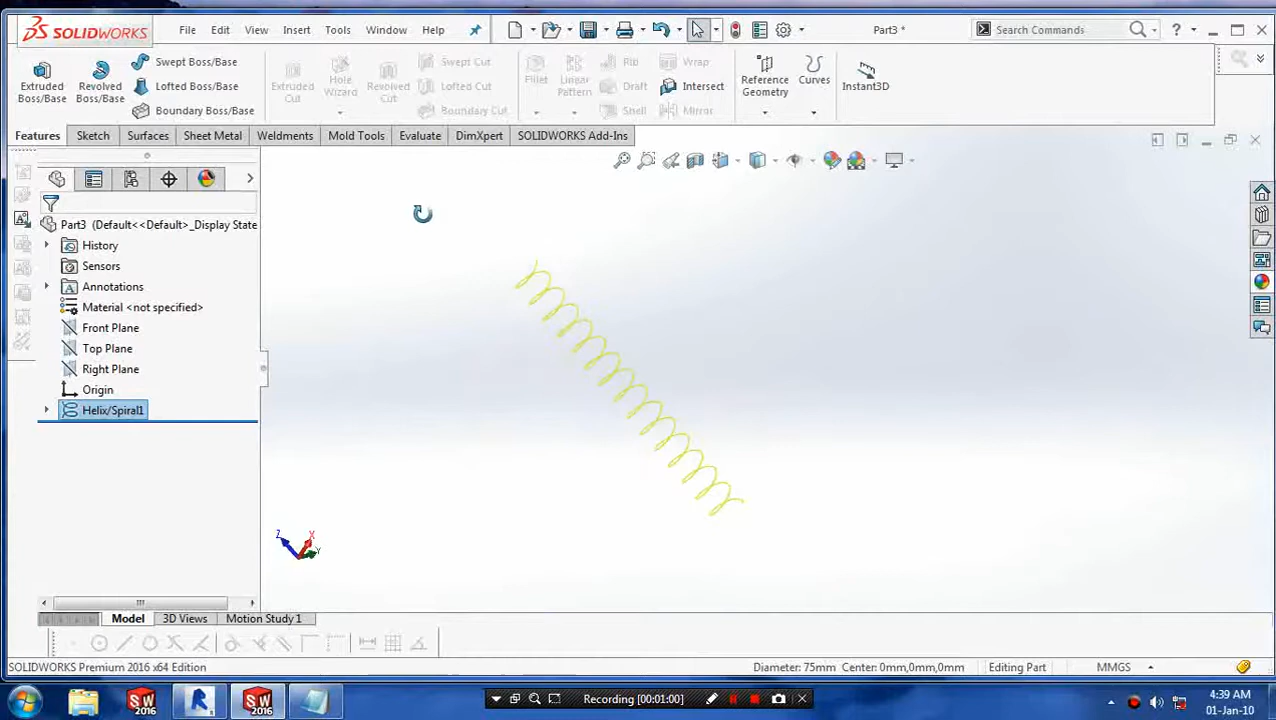 SOLIDWORKS File Edit View Insert Tools Window Help Part3 * Search Commands ?
Extruded Boss/Base Revolved Boss/Base Swept Boss/Base Lofted Boss/Base Boundary Boss/Base Extruded Cut Hole Wizard Revolved Cut Swept Cut Lofted Cut Boundary Cut Fillet Linear Pattern Rib Draft Shell Wrap Intersect Mirror Reference Geometry Curves Instant3D
Features Sketch Surfaces Sheet Metal Weldments Mold Tools Evaluate DimXpert SOLIDWORKS Add-Ins
Part3 (Default<<Default>_Display State
History
Sensors
Annotations
Material <not specified>
Front Plane
Top Plane
Right Plane
Origin
Helix/Spiral1
Z X Y
Model 3D Views Motion Study 1
SOLIDWORKS Premium 2016 x64 Edition Diameter: 75mm Center: 0mm,0mm,0mm Editing Part MMGS
SW 2016 R SW 2016 Recording [00:01:00] 4:39 AM
01-Jan-10